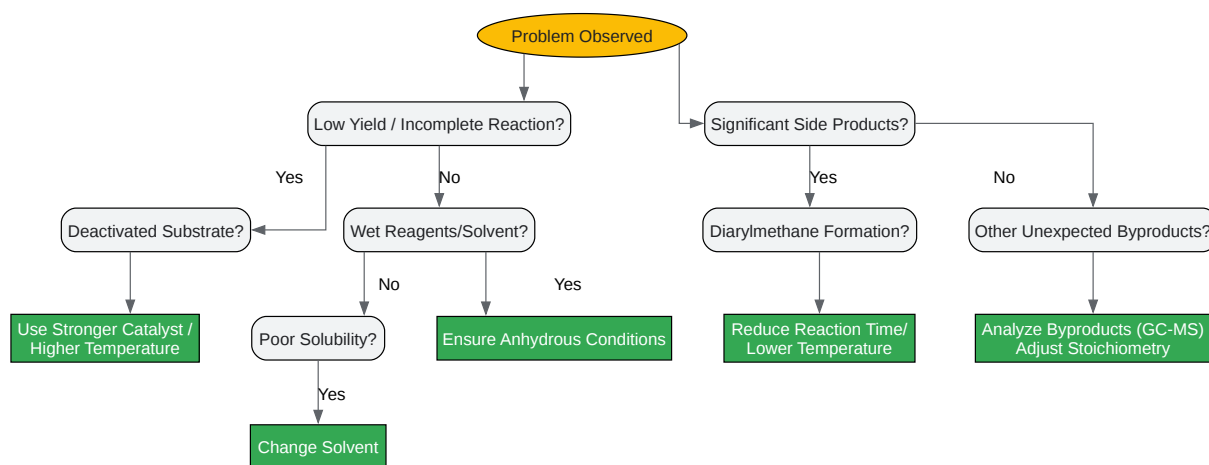 Problem Observed
Low Yield / Incomplete Reaction?
Significant Side Products?
Yes
No
Yes
No
Deactivated Substrate?
Wet Reagents/Solvent?
Diarylmethane Formation?
Other Unexpected Byproducts?
No
Yes
Use Stronger Catalyst /
Higher Temperature
Poor Solubility?
Ensure Anhydrous Conditions
Reduce Reaction Time/
Lower Temperature
Analyze Byproducts (GC-MS)
Adjust Stoichiometry
Yes
Change Solvent